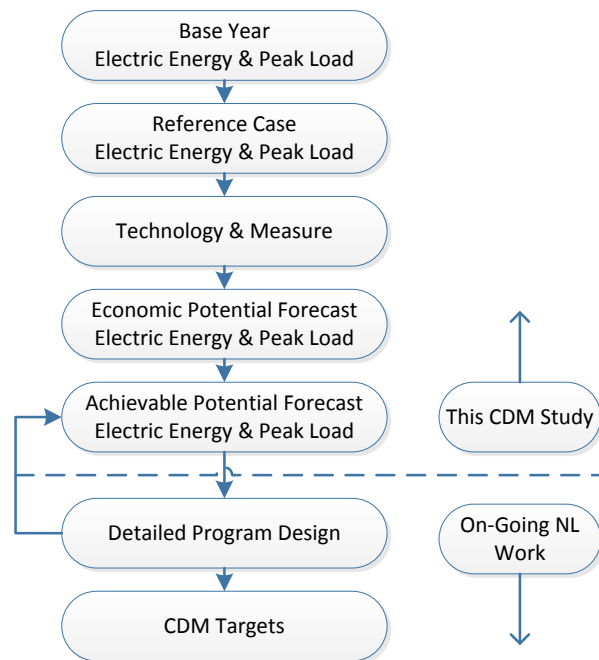 Base Year
Electric Energy & Peak Load
Reference Case
Electric Energy & Peak Load
Technology & Measure
Economic Potential Forecast
Electric Energy & Peak Load
Achievable Potential Forecast
Electric Energy & Peak Load
This CDM Study
Detailed Program Design
On-Going NL
Work
CDM Targets